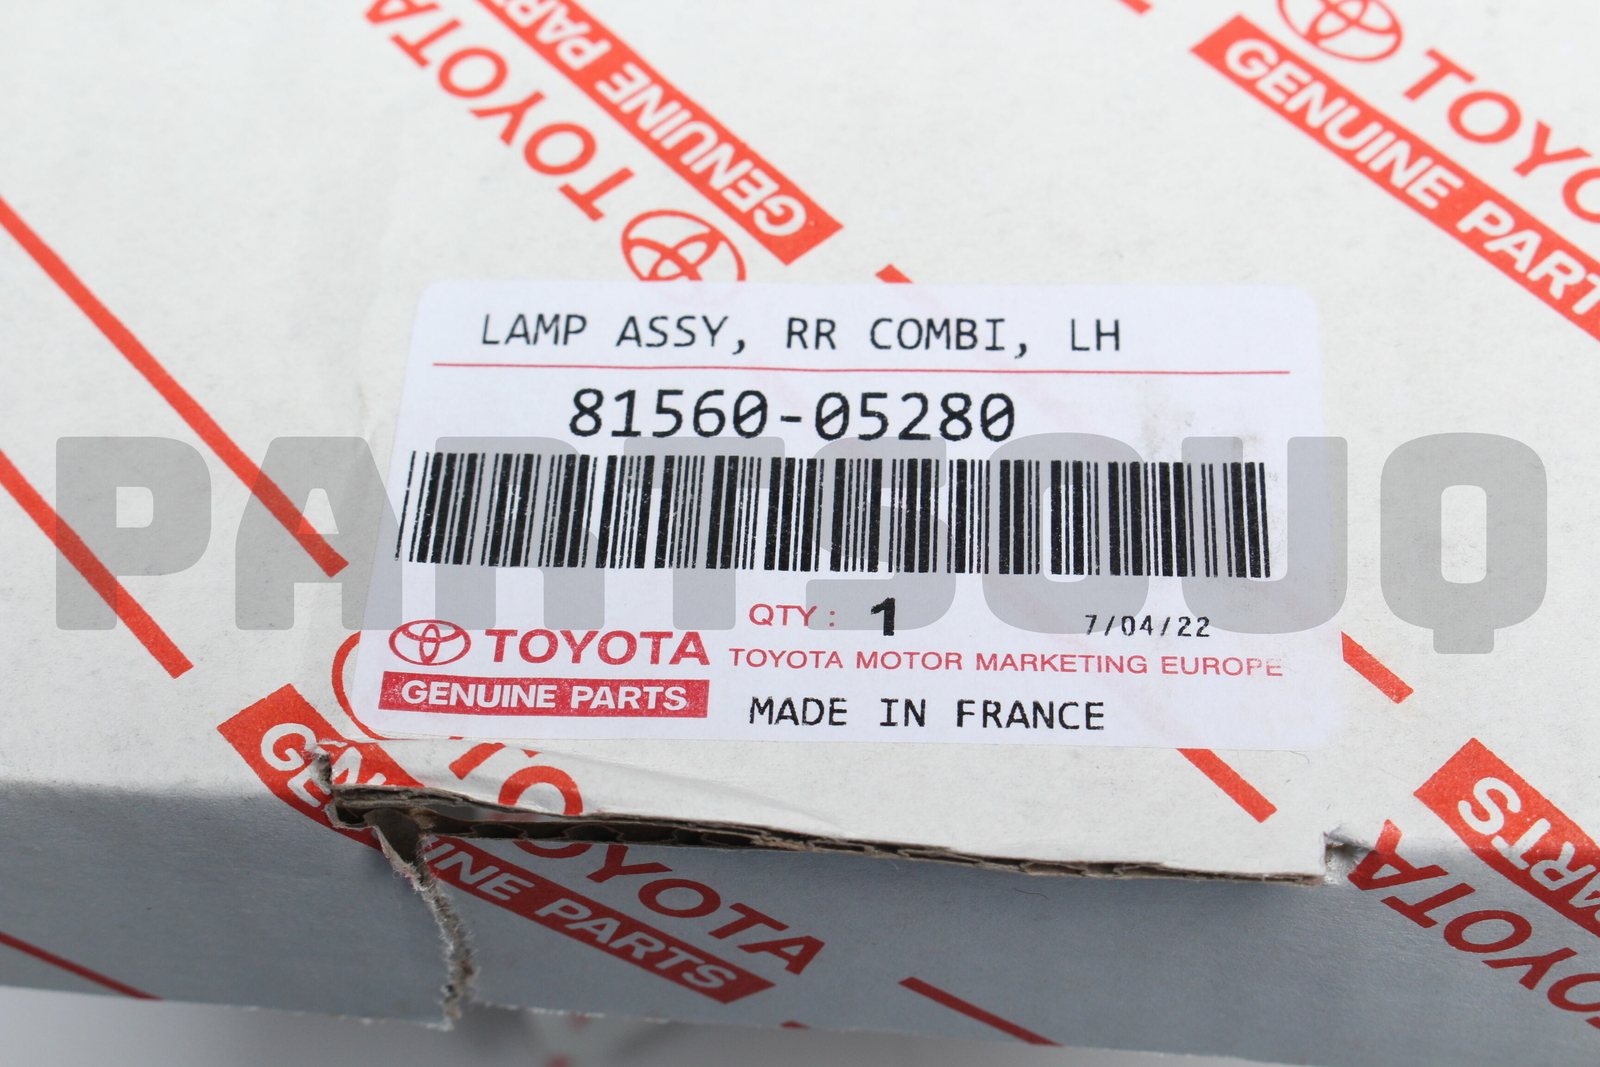 TOYOTA
GENUINE PARTS
TOYOTA
GENUINE PARTS
LAMP ASSY, RR COMBI, LH
81560-05280
PARTSOUQ
QTY : 1
7/04/22
TOYOTA
GENUINE PARTS
TOYOTA MOTOR MARKETING EUROPE
MADE IN FRANCE
TOYOTA
GENUINE PARTS
PARTS
TOYOTA